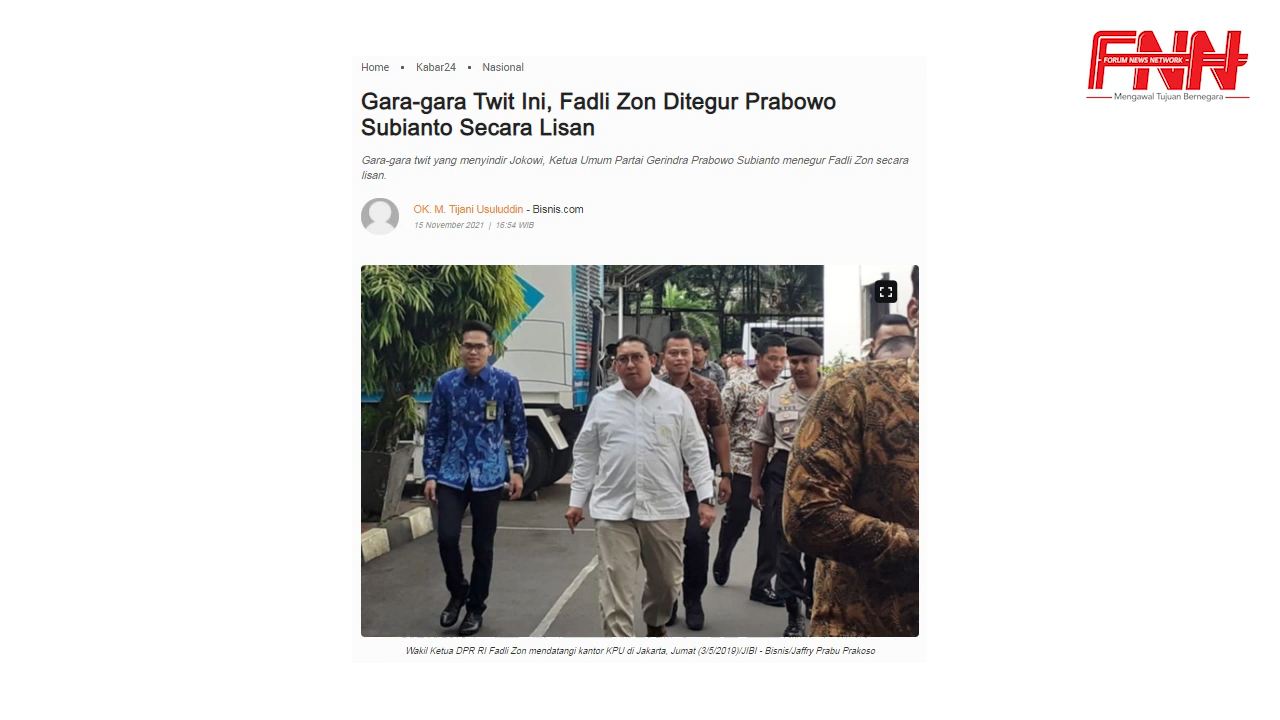 FNN
FORUM NEWS NETWORK
Mengawal Tujuan Bernegara
Home • Kabar24 • Nasional
Gara-gara Twit Ini, Fadli Zon Ditegur Prabowo
Subianto Secara Lisan
Gara-gara twit yang menyindir Jokowi, Ketua Umum Partai Gerindra Prabowo Subianto menegur Fadli Zon secara
lisan.
OK. M. Tijani Usuluddin - Bisnis.com
15 November 2021 | 16:54 WIB
Wakil Ketua DPR RI Fadli Zon mendatangi kantor KPU di Jakarta, Jumat (3/5/2019)/JIBI - Bisnis/Jaffry Prabu Prakoso